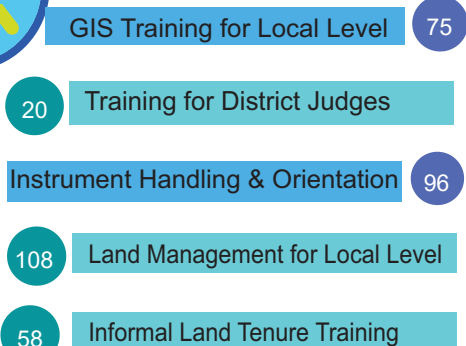 GIS Training for Local Level 75
20 Training for District Judges
Instrument Handling & Orientation 96
108 Land Management for Local Level
58 Informal Land Tenure Training